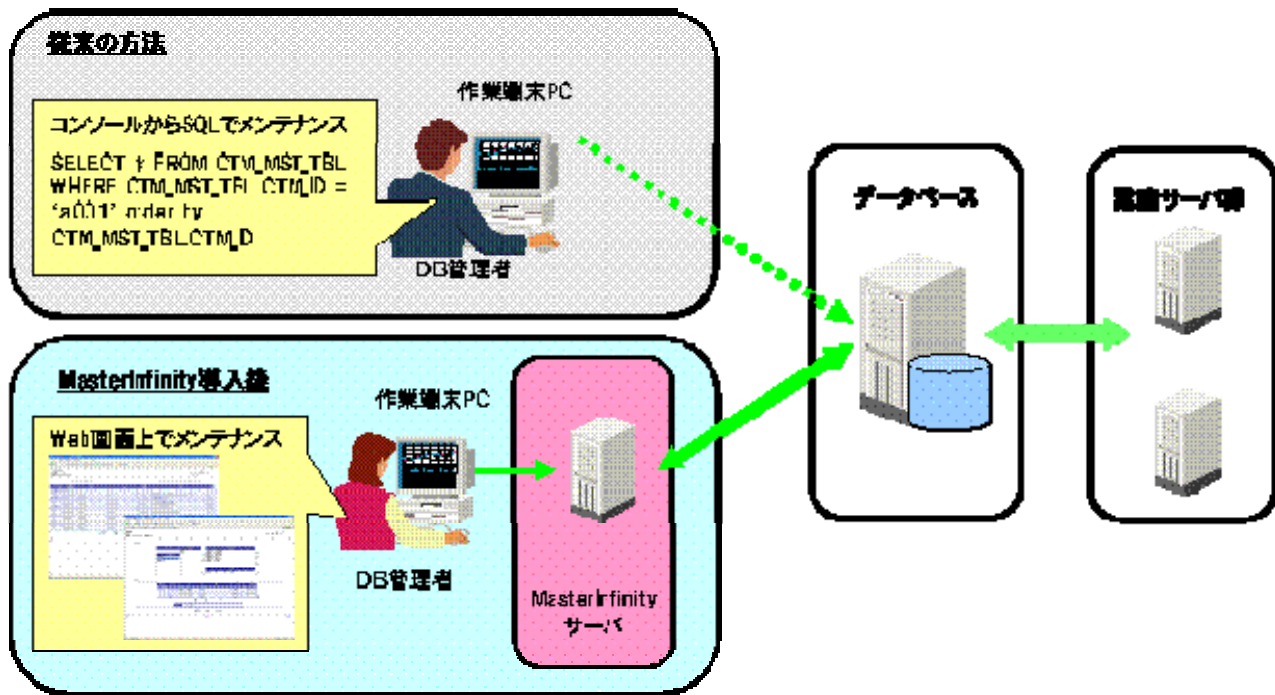 従来の方法
作業端末PC
コンソールからSQLでメンテナンス
SELECT * FROM CTM_MST_TBL
WHERE CTM_MST_TBL.CTM_ID =
'a001' order by
CTM_MST_TBL.CTM_ID
DB管理者
データベース
サーバ群
MasterInfinity導入後
作業端末PC
Web画面上でメンテナンス
DB管理者
MasterInfinity
サーバ